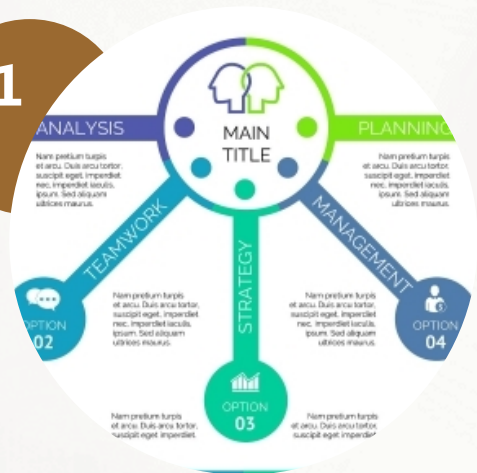 1
ANALYSIS
MAIN
TITLE
PLANNING
Nam pretium turpis
et arcu. Duis arcu tortor,
suscipit eget, imperdiet
nec, imperdiet iaculis,
ipsum. Sed aliquam
ultrices mauris.
Nam pretium turpis
et arcu. Duis arcu tortor,
suscipit eget, imperdiet
nec, imperdiet iaculis,
ipsum. Sed aliquam
ultrices mauris.
TEAMWORK
STRATEGY
MANAGEMENT
OPTION
02
Nam pretium turpis
et arcu. Duis arcu tortor,
suscipit eget, imperdiet
nec, imperdiet iaculis,
ipsum. Sed aliquam
ultrices mauris.
Nam pretium turpis
et arcu. Duis arcu tortor,
suscipit eget, imperdiet
nec, imperdiet iaculis,
ipsum. Sed aliquam
ultrices mauris.
OPTION
04
OPTION
03
Nam pretium turpis
et arcu. Duis arcu tortor,
suscipit eget, imperdiet
Nam pretium turpis
et arcu. Duis arcu tortor,
suscipit eget, imperdiet